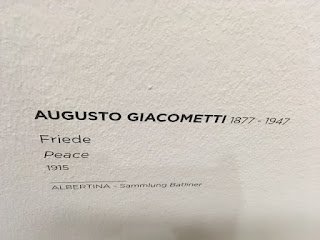 AUGUSTO GIACOMETTI 1877 - 1947
Friede
Peace
1915
ALBERTINA - Sammlung Batliner